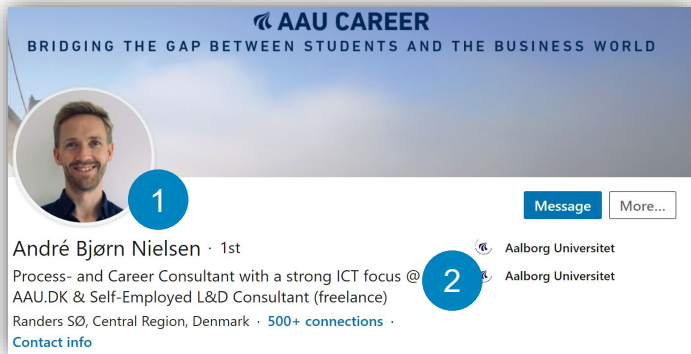 AAU CAREER
BRIDGING THE GAP BETWEEN STUDENTS AND THE BUSINESS WORLD
1
Message
More...
André Bjørn Nielsen · 1st
Aalborg Universitet
Process- and Career Consultant with a strong ICT focus @
2
Aalborg Universitet
AAU.DK & Self-Employed L&D Consultant (freelance)
Randers SØ, Central Region, Denmark · 500+ connections ·
Contact info